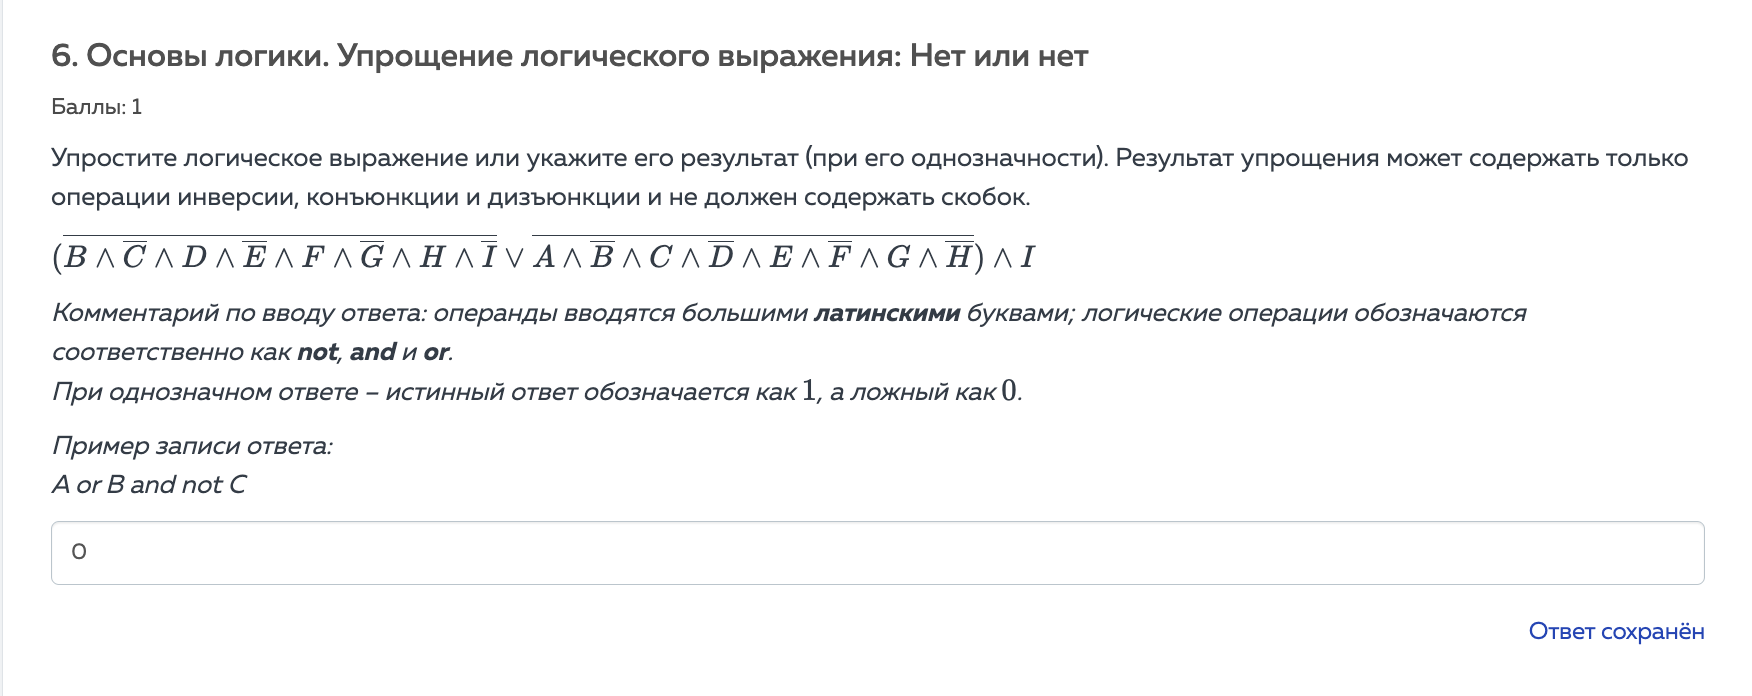 6. Основы логики. Упрощение логического выражения: Нет или нет
Баллы: 1
Упростите логическое выражение или укажите его результат (при его однозначности). Результат упрощения может содержать только
операции инверсии, конъюнкции и дизъюнкции и не должен содержать скобок.
$(\overline{B \wedge \overline{C} \wedge D \wedge \overline{E} \wedge F \wedge \overline{G} \wedge H \wedge \overline{I}} \vee \overline{A \wedge \overline{B} \wedge C \wedge \overline{D} \wedge E \wedge \overline{F} \wedge G \wedge \overline{H}}) \wedge I$
Комментарий по вводу ответа: операнды вводятся большими латинскими буквами; логические операции обозначаются
соответственно как not, and и or.
При однозначном ответе – истинный ответ обозначается как 1, а ложный как 0.
Пример записи ответа:
A or B and not C
0
Ответ сохранён